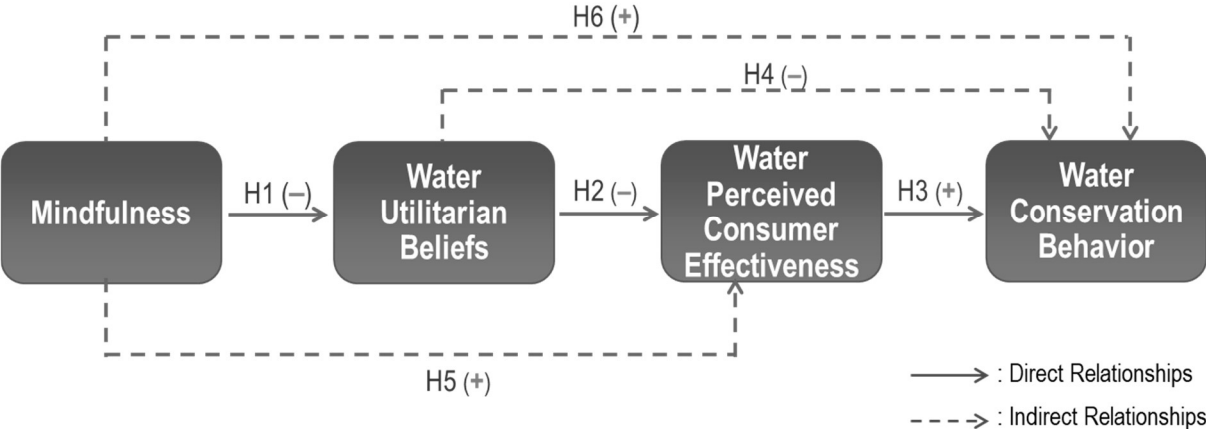 H6 (+)
H4 (–)
Mindfulness
H1 (–)
Water
Utilitarian
Beliefs
H2 (–)
Water
Perceived
Consumer
Effectiveness
H3 (+)
Water
Conservation
Behavior
H5 (+)
: Direct Relationships
: Indirect Relationships